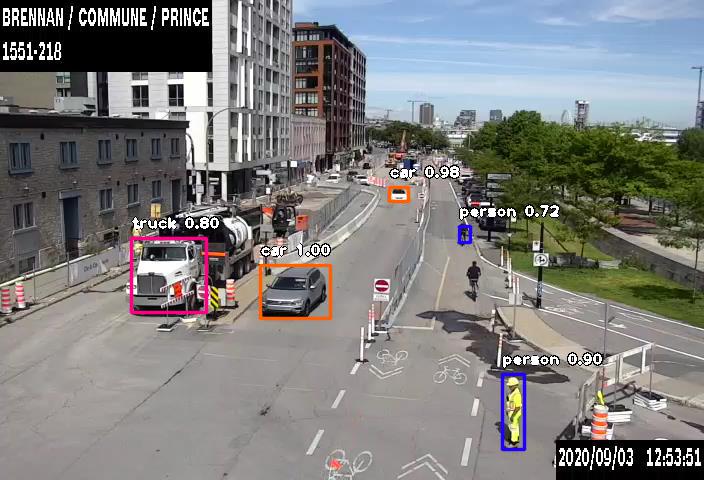 BRENNAN / COMMUNE / PRINCE
1551-218
car 0.98
person 0.72
truck 0.80
car 1.00
person 0.90
2020/09/03 12:53:51